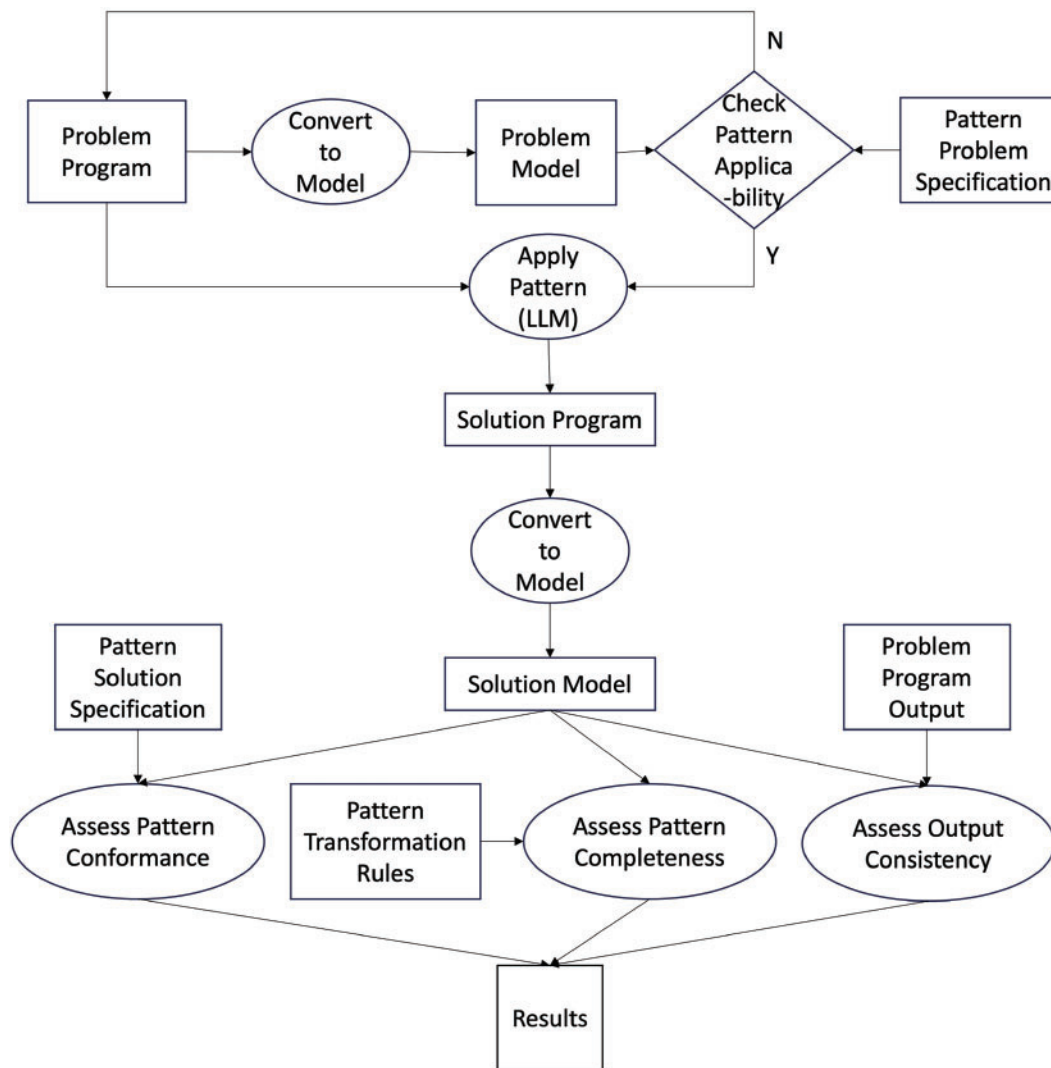 N
Problem
Program
Convert
to
Model
Problem
Model
Check
Pattern
Applica
-bility
Pattern
Problem
Specification
Y
Apply
Pattern
(LLM)
Solution Program
Convert
to
Model
Pattern
Solution
Specification
Solution Model
Problem
Program
Output
Assess Pattern
Conformance
Pattern
Transformation
Rules
Assess Pattern
Completeness
Assess Output
Consistency
Results